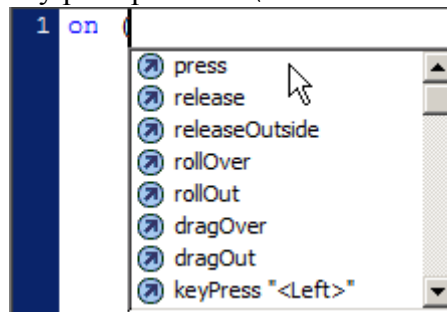 1 on (
press
release
releaseOutside
rollOver
rollOut
dragOver
dragOut
keyPress "<Left>"